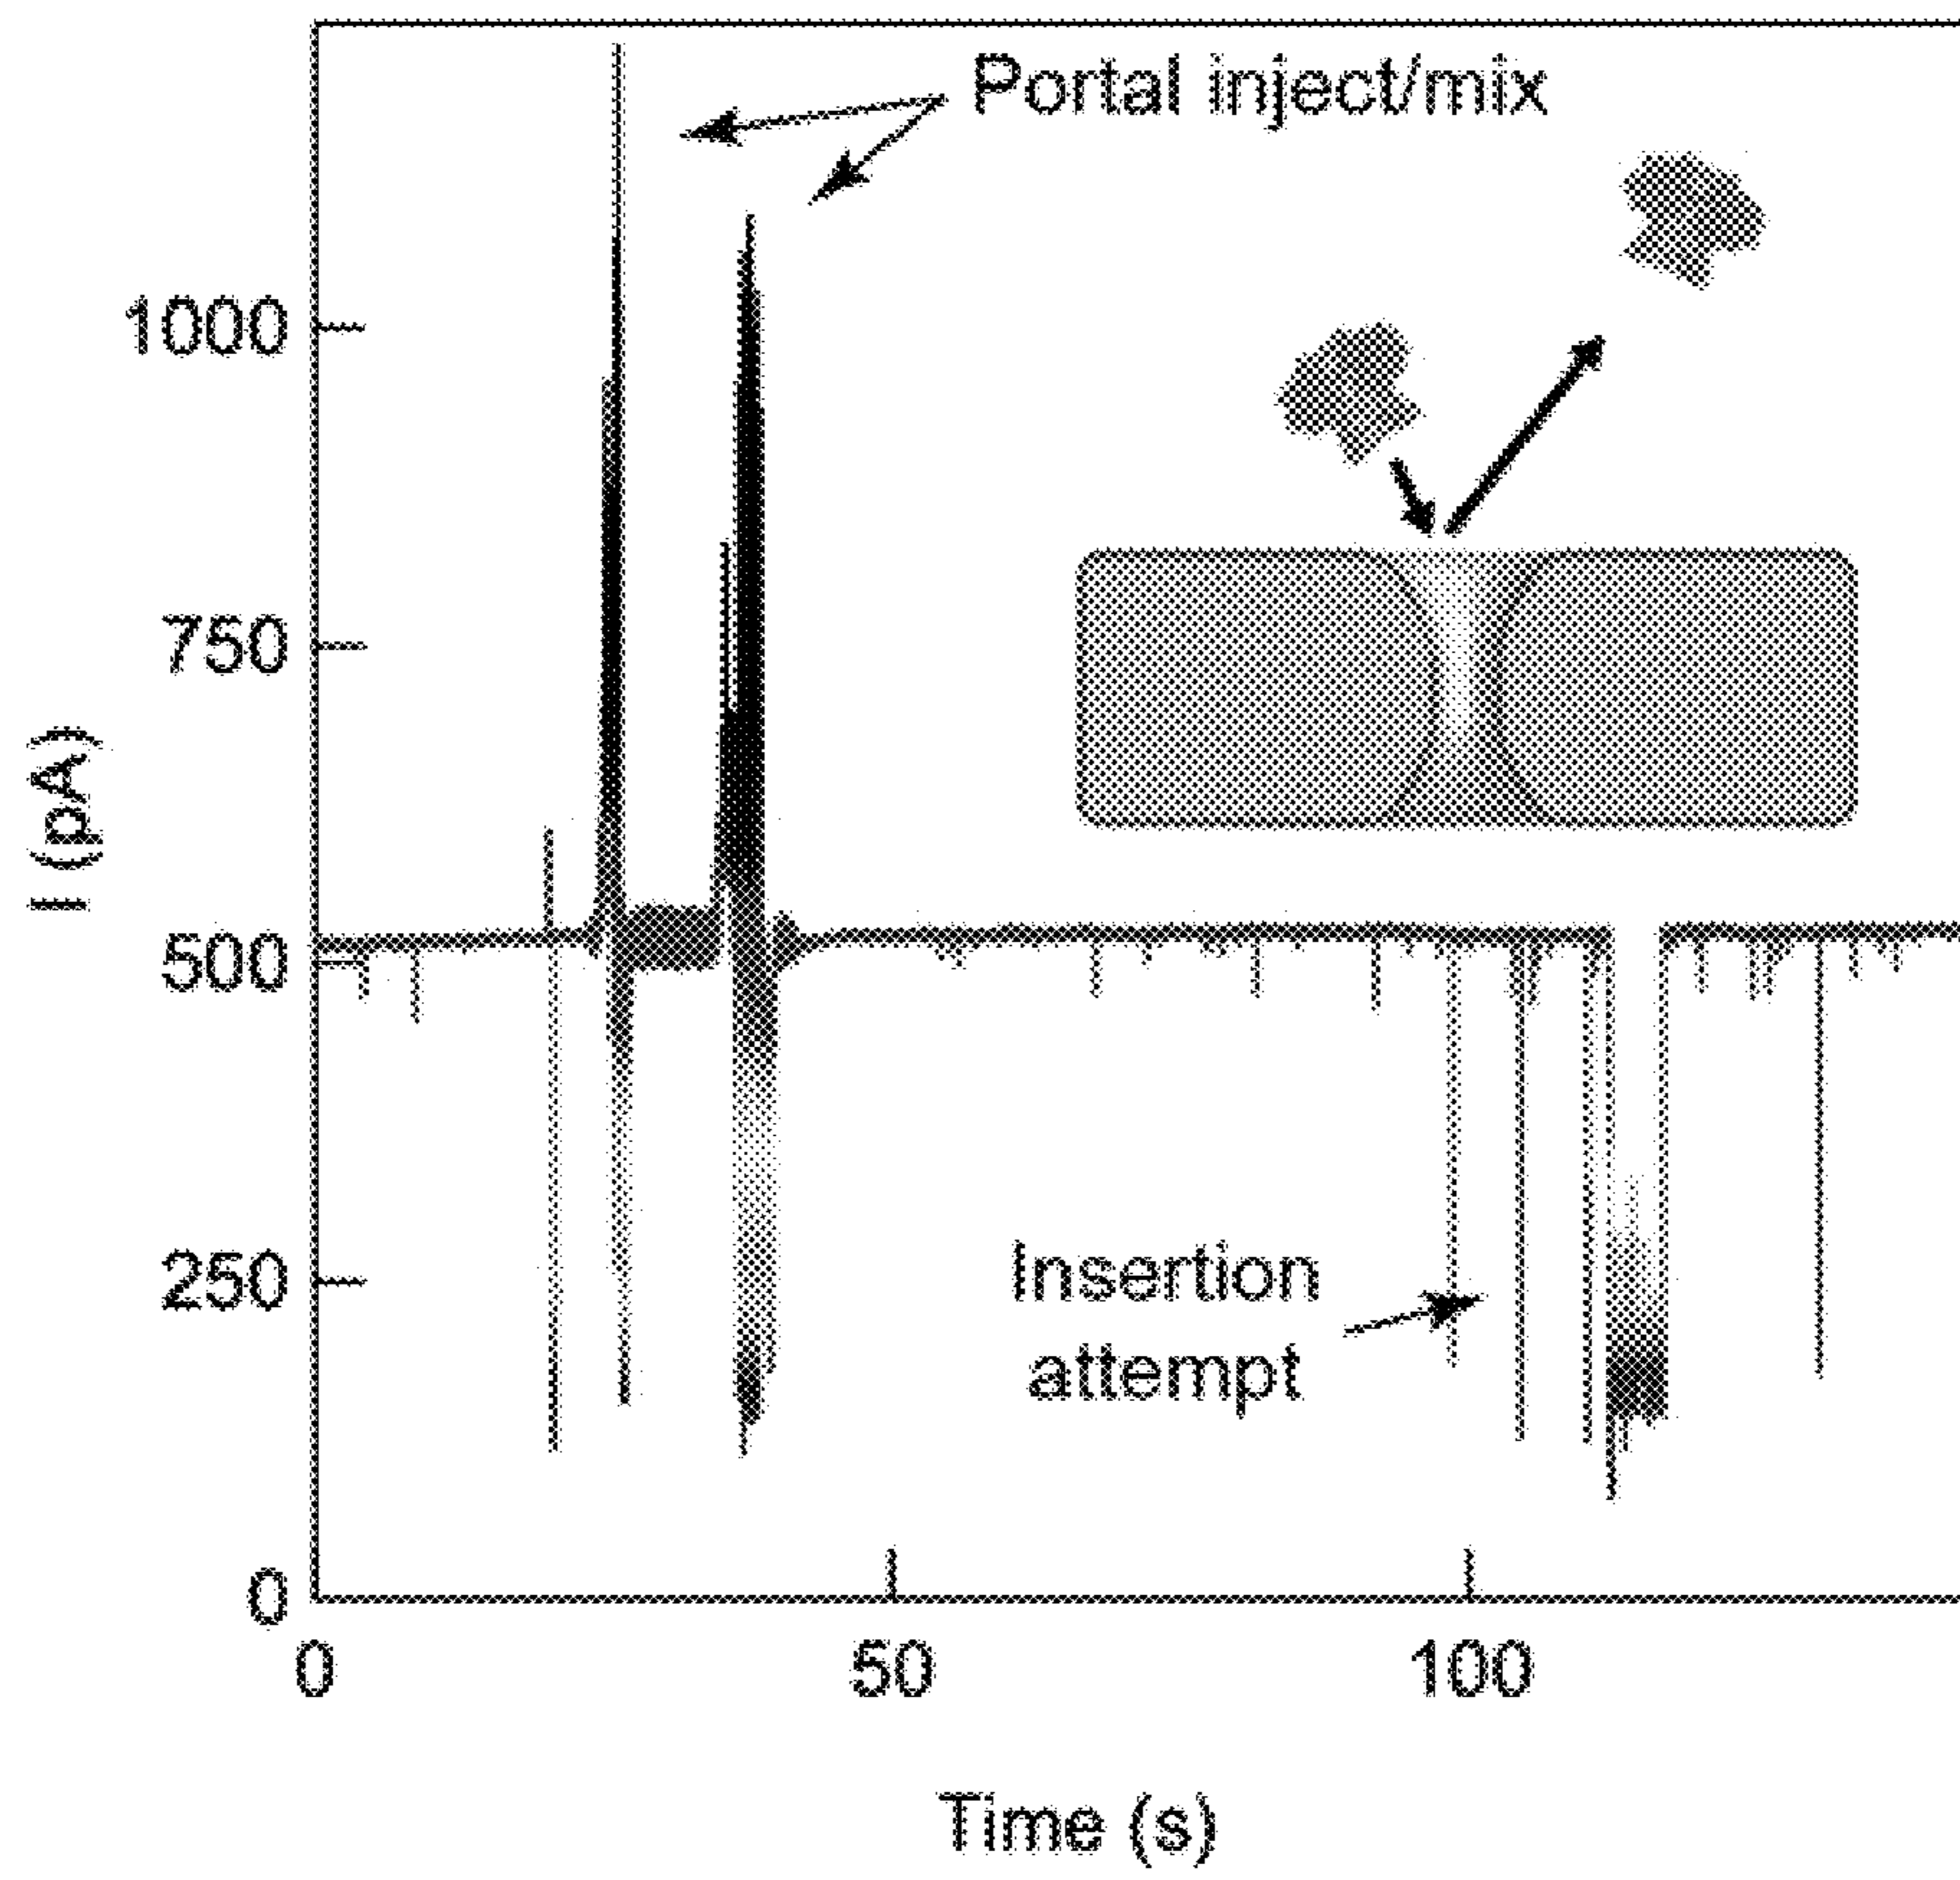 Portal inject/mix
1000
750
I (pA)
500
Insertion
attempt
250
0
0 50 100
Time (s)